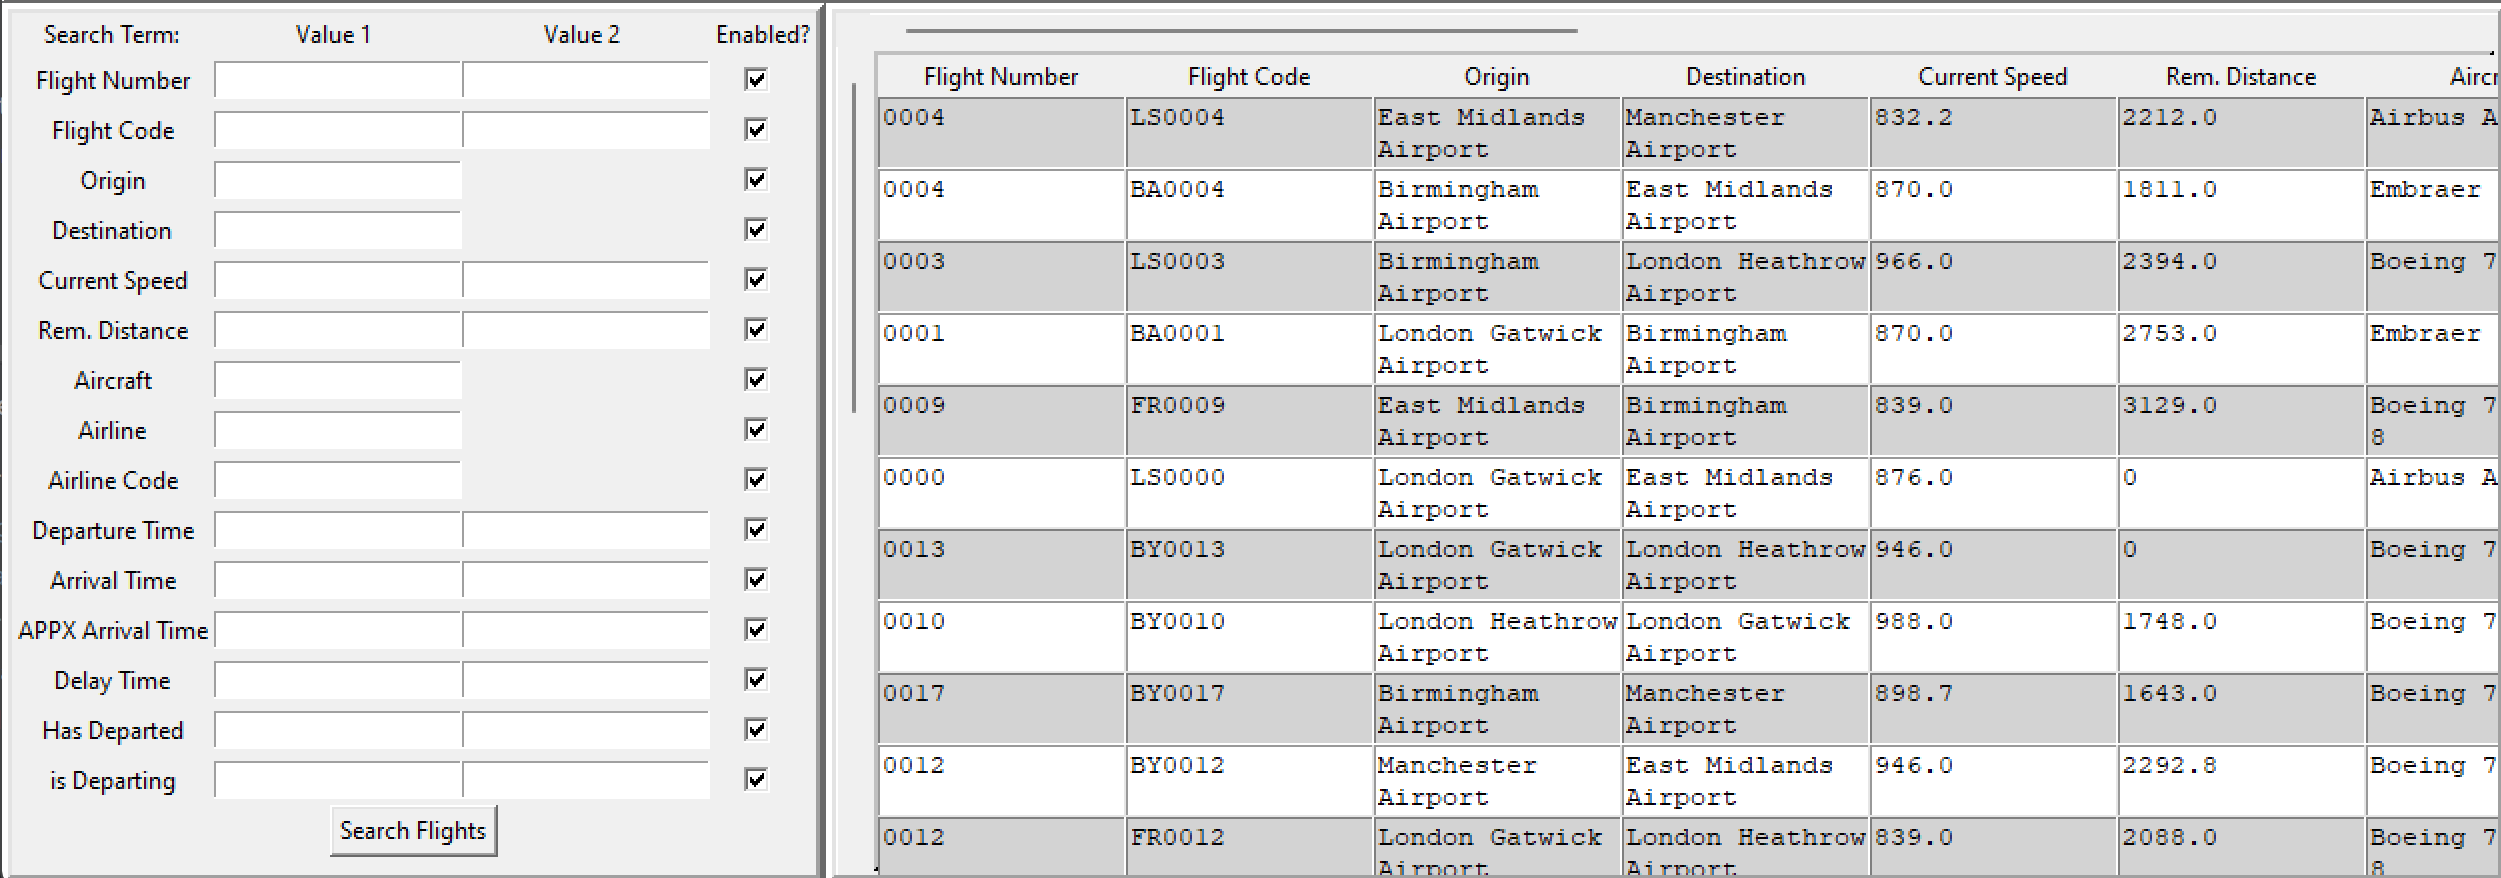 Search Term: Value 1 Value 2 Enabled?
Flight Number
Flight Code
Origin
Destination
Current Speed
Rem. Distance
Aircraft
Airline
Airline Code
Departure Time
Arrival Time
APPX Arrival Time
Delay Time
Has Departed
is Departing
Search Flights
Flight Number Flight Code Origin Destination Current Speed Rem. Distance Aircr
0004 LS0004 East Midlands Manchester 832.2 2212.0 Airbus A
Airport Airport
0004 BA0004 Birmingham East Midlands 870.0 1811.0 Embraer
Airport Airport
0003 LS0003 Birmingham London Heathrow 966.0 2394.0 Boeing 7
Airport Airport
0001 BA0001 London Gatwick Birmingham 870.0 2753.0 Embraer
Airport Airport
0009 FR0009 East Midlands Birmingham 839.0 3129.0 Boeing 7
Airport Airport 8
0000 LS0000 London Gatwick East Midlands 876.0 0 Airbus A
Airport Airport
0013 BY0013 London Gatwick London Heathrow 946.0 0 Boeing 7
Airport Airport
0010 BY0010 London Heathrow London Gatwick 988.0 1748.0 Boeing 7
Airport Airport
0017 BY0017 Birmingham Manchester 898.7 1643.0 Boeing 7
Airport Airport
0012 BY0012 Manchester East Midlands 946.0 2292.8 Boeing 7
Airport Airport
0012 FR0012 London Gatwick London Heathrow 839.0 2088.0 Boeing 7
Airport Airport 8